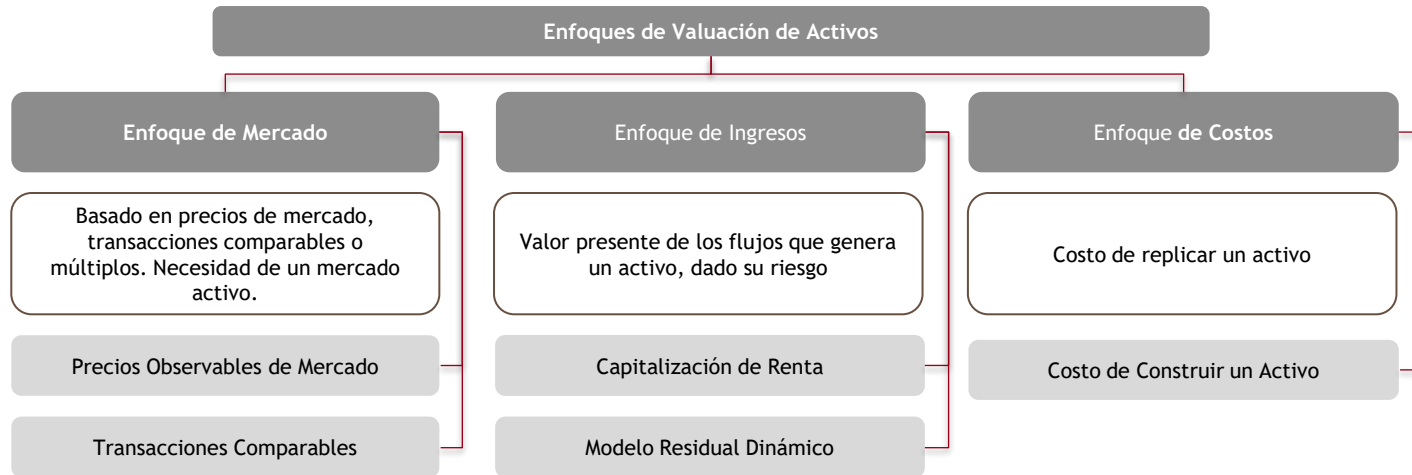 Enfoques de Valuación de Activos
Enfoque de Mercado
Enfoque de Ingresos
Enfoque de Costos
Basado en precios de mercado,
transacciones comparables o
múltiplos. Necesidad de un mercado
activo.
Valor presente de los flujos que genera
un activo, dado su riesgo
Costo de replicar un activo
Precios Observables de Mercado
Capitalización de Renta
Costo de Construir un Activo
Transacciones Comparables
Modelo Residual Dinámico